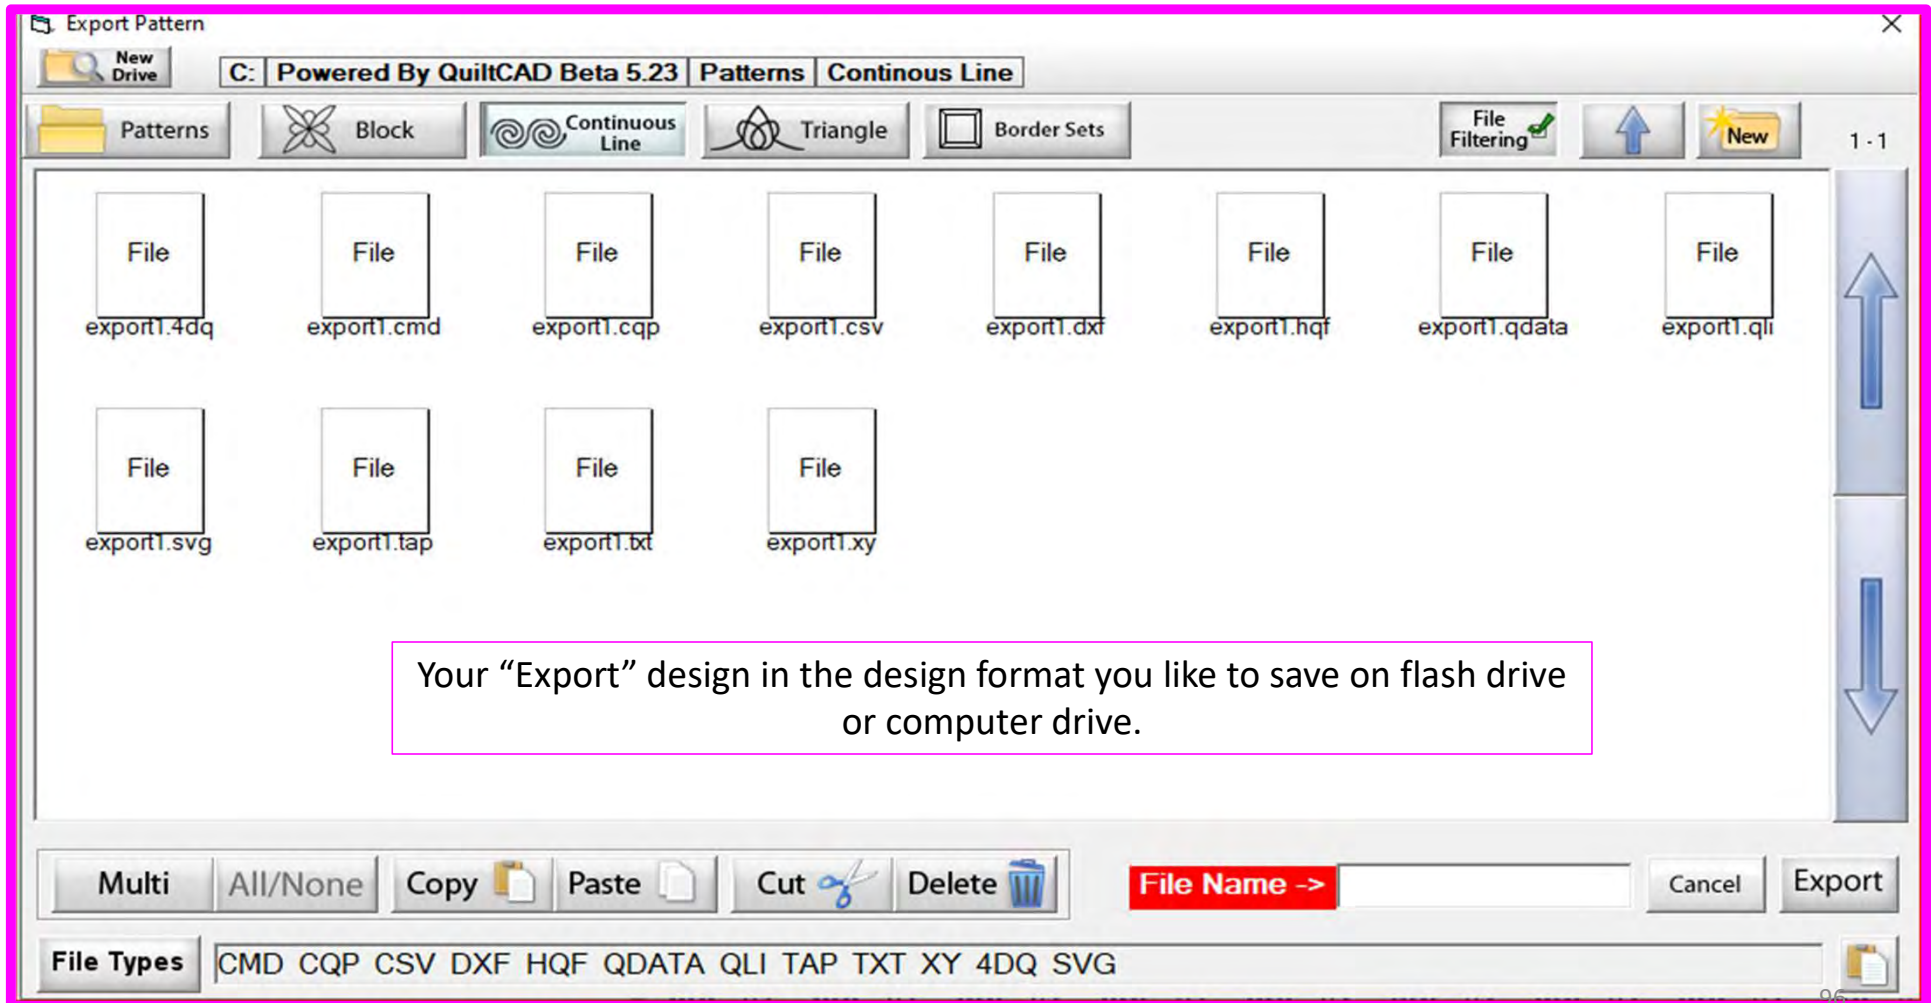 Export Pattern
New
Drive
C: Powered By QuiltCAD Beta 5.23 Patterns Continous Line
Patterns
Block
Continuous
Line
Triangle
Border Sets
File
Filtering
New
1 - 1
File File File File File File File File
export1.4dq export1.cmd export1.cqp export1.csv export1.dxf export1.hqf export1.qdata export1.qli
File File File File
export1.svg export1.tap export1.txt export1.xy
Your “Export” design in the design format you like to save on flash drive
or computer drive.
Multi All/None Copy Paste Cut Delete File Name -> Cancel Export
File Types CMD CQP CSV DXF HQF QDATA QLI TAP TXT XY 4DQ SVG
96